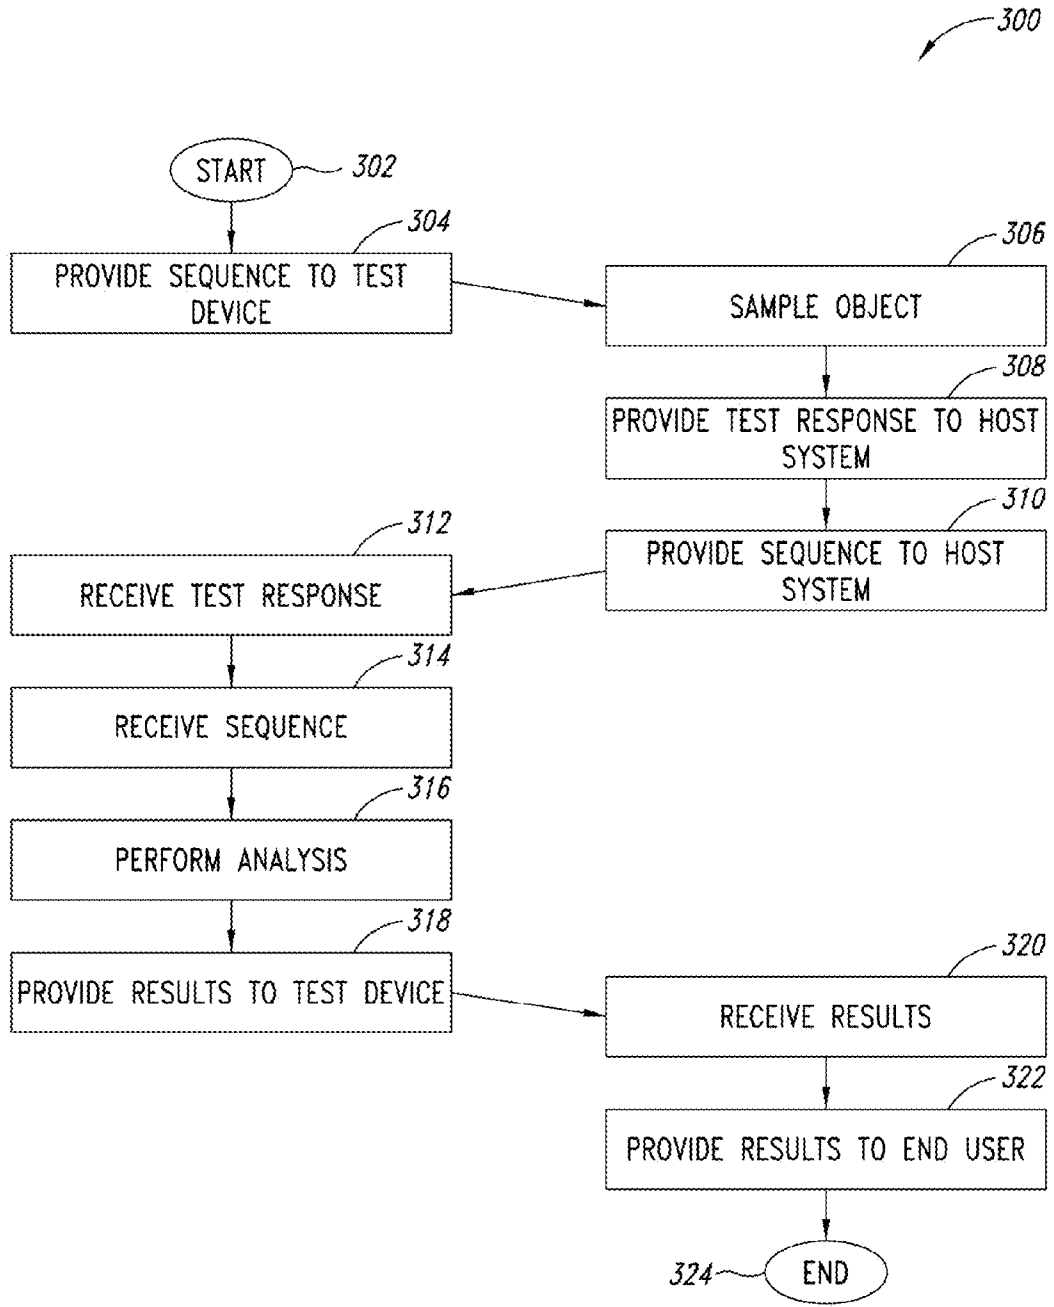 300
START
302
304
PROVIDE SEQUENCE TO TEST
DEVICE
306
SAMPLE OBJECT
308
PROVIDE TEST RESPONSE TO HOST
SYSTEM
310
PROVIDE SEQUENCE TO HOST
SYSTEM
312
RECEIVE TEST RESPONSE
314
RECEIVE SEQUENCE
316
PERFORM ANALYSIS
318
PROVIDE RESULTS TO TEST DEVICE
320
RECEIVE RESULTS
322
PROVIDE RESULTS TO END USER
324
END